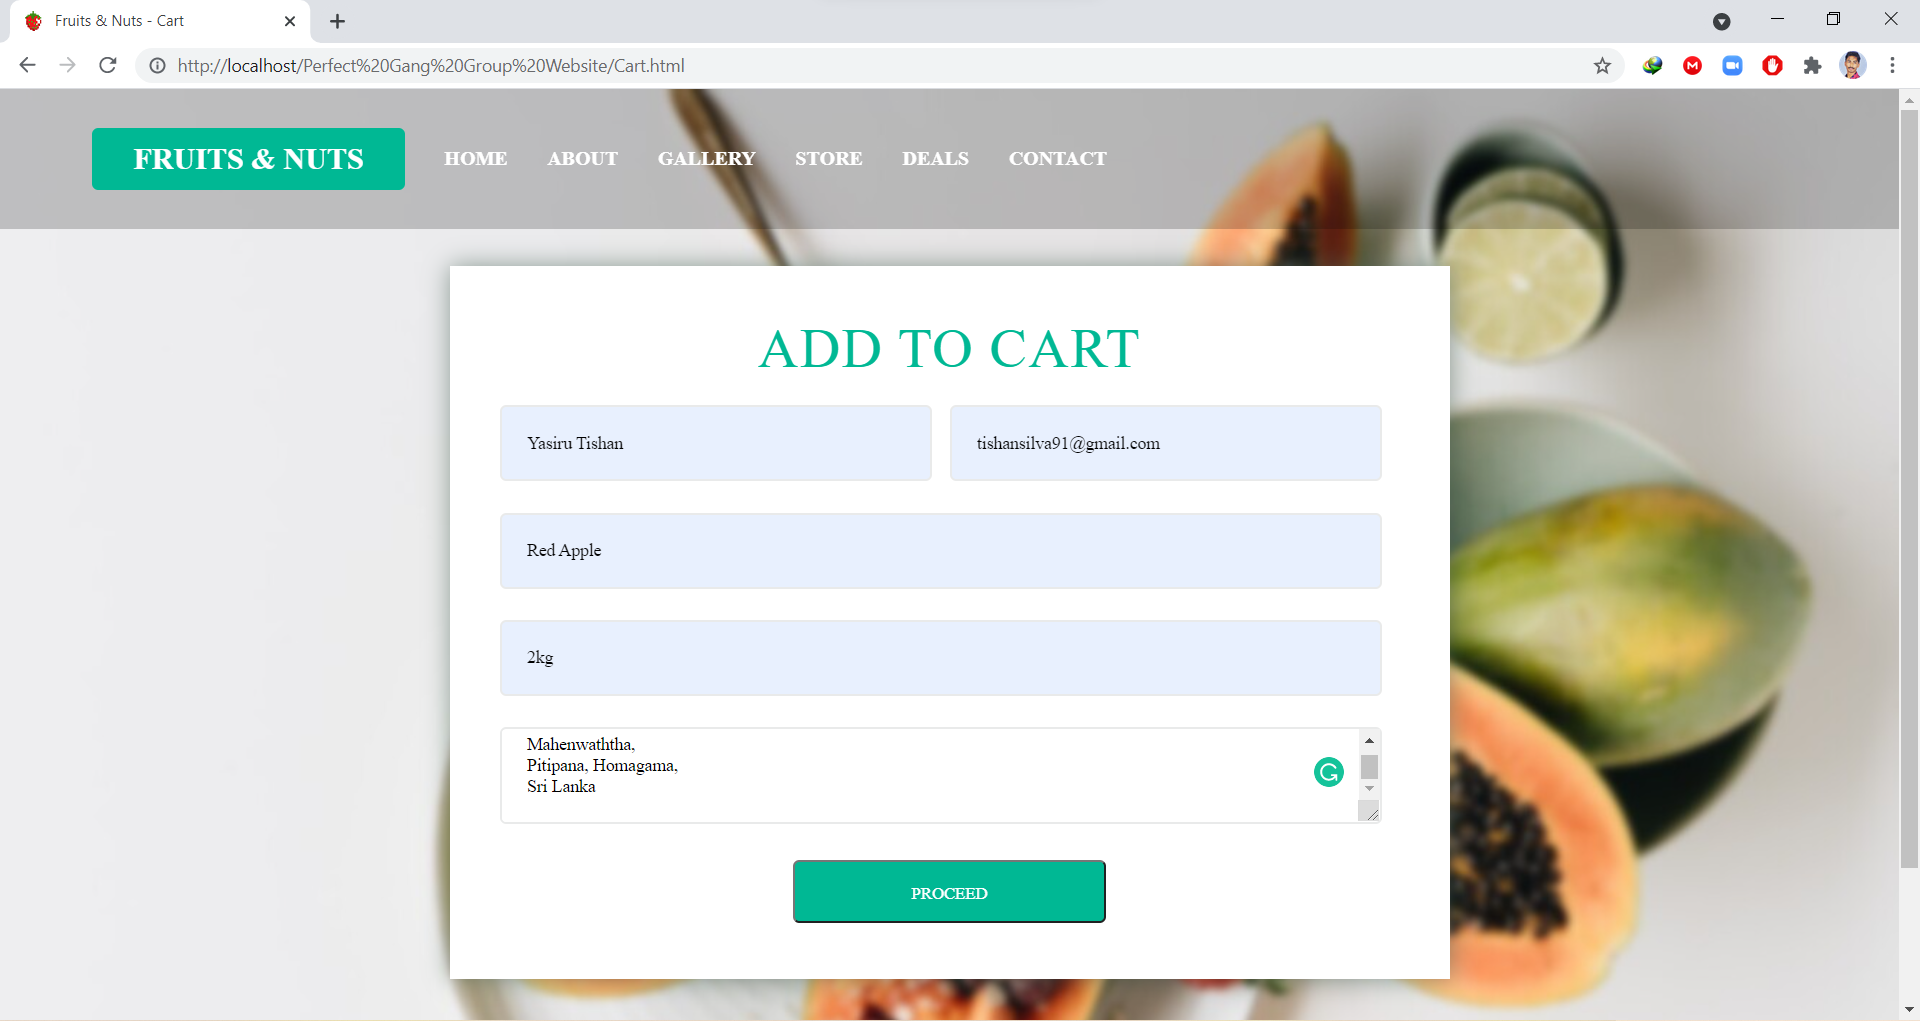 Fruits & Nuts - Cart
http://localhost/Perfect%20Gang%20Group%20Website/Cart.html
FRUITS & NUTS
HOME ABOUT GALLERY STORE DEALS CONTACT
ADD TO CART
Yasiru Tishan
tishansilva91@gmail.com
Red Apple
2kg
Mahenwaththa,
Pitipana, Homagama,
Sri Lanka
PROCEED